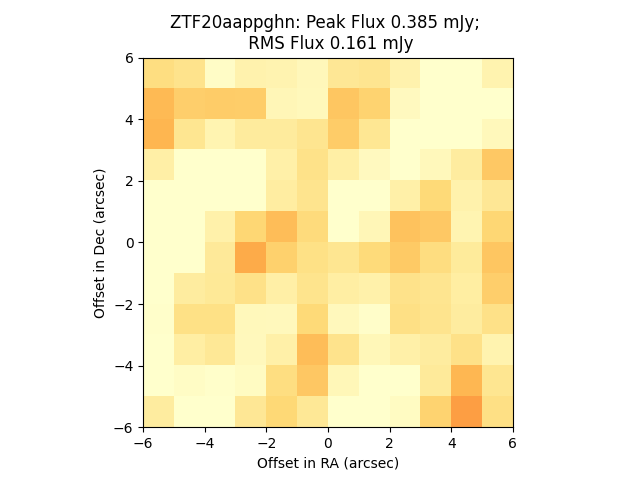 ZTF20aappghn: Peak Flux 0.385 mJy;
RMS Flux 0.161 mJy
6
4
2
0
−2
−4
−6
Offset in Dec (arcsec)
−6 −4 −2 0 2 4 6
Offset in RA (arcsec)